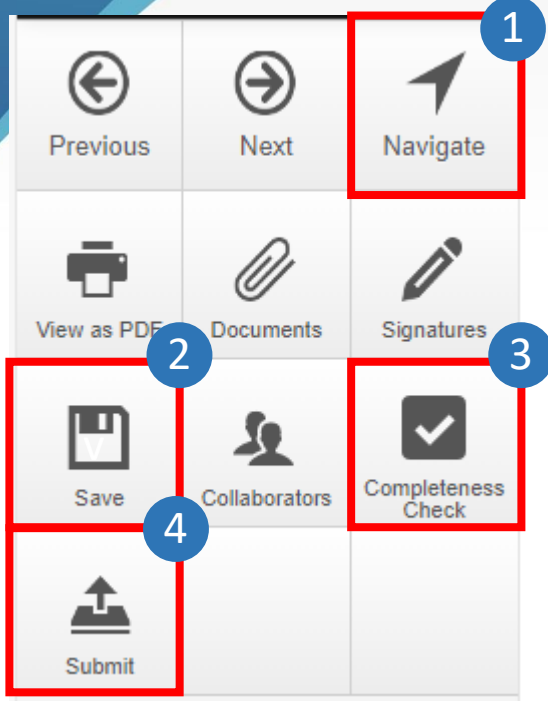 1
Previous
Next
Navigate
View as PDF
Documents
Signatures
2
3
Save
Collaborators
Completeness
Check
4
Submit